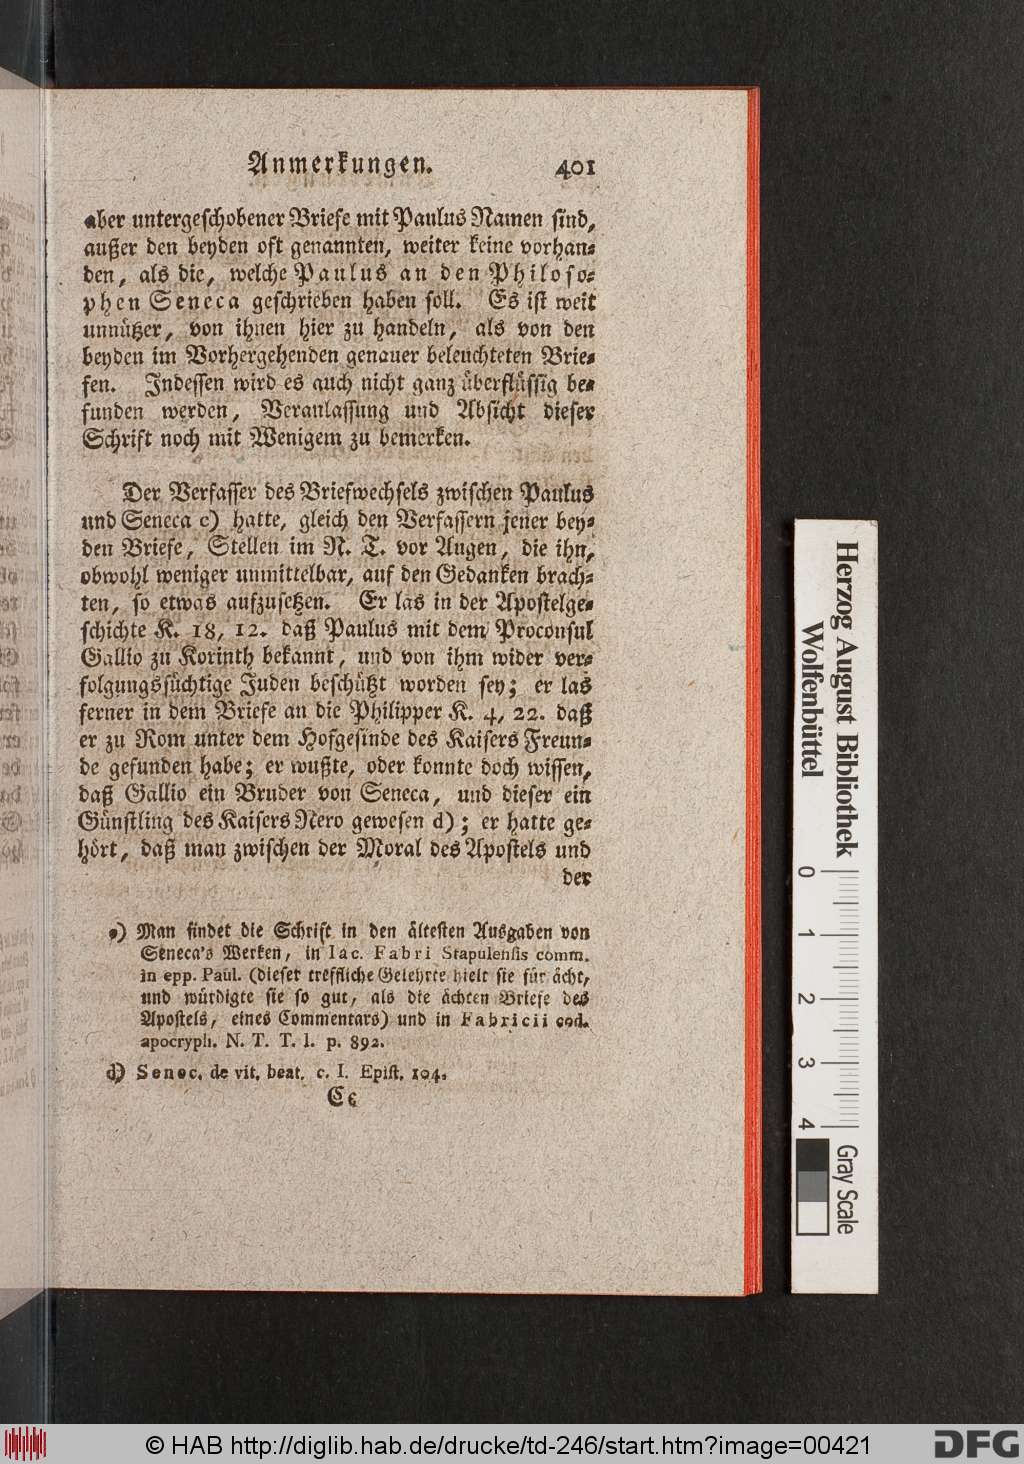 Anmerkungen. 401
aber untergeschobener Briefe mit Paulus Namen sind,
außer den beyden oft genannten, weiter keine vorhan-
den, als die, welche Paulus an den Philoso-
phen Seneca geschrieben haben soll. Es ist weit
unnützer, von ihnen hier zu handeln, als von den
beyden im Vorhergehenden genauer beleuchteten Brie-
fen. Indessen wird es auch nicht ganz überflüssig be-
funden werden, Veranlassung und Absicht dieser
Schrift noch mit Wenigem zu bemerken.
Der Verfasser des Briefwechsels zwischen Paulus
und Seneca c) hatte, gleich den Verfassern jener bey-
den Briefe, Stellen im N. T. vor Augen, die ihn,
obwohl weniger unmittelbar, auf den Gedanken brach-
ten, so etwas aufzusetzen. Er las in der Apostelge-
schichte K. 18, 12. daß Paulus mit dem Proconsul
Gallio zu Korinth bekannt, und von ihm wider ver-
folgungssüchtige Juden beschützt worden sey; er las
ferner in dem Briefe an die Philipper K. 4, 22. daß
er zu Rom unter dem Hofgesinde des Kaisers Freun-
de gefunden habe; er wußte, oder konnte doch wissen,
daß Gallio ein Bruder von Seneca, und dieser ein
Günstling des Kaisers Nero gewesen d); er hatte ge-
hört, daß man zwischen der Moral des Apostels und
der
c) Man findet die Schrift in den ältesten Ausgaben von
Seneca's Werken, in Iac. Fabri Stapulensis comm.
in epp. Paul. (dieser treffliche Gelehrte hielt sie für ächt,
und würdigte sie so gut, als die ächten Briefe des
Apostels, eines Commentars) und in Fabricii cod.
apocryph. N. T. T. I. p. 892.
d) Senec. de vit. beat. c. I. Epist. 104.
Cc
Herzog August Bibliothek
Wolfenbüttel
0 1 2 3 4
Gray Scale
© HAB http://diglib.hab.de/drucke/td-246/start.htm?image=00421
DFG